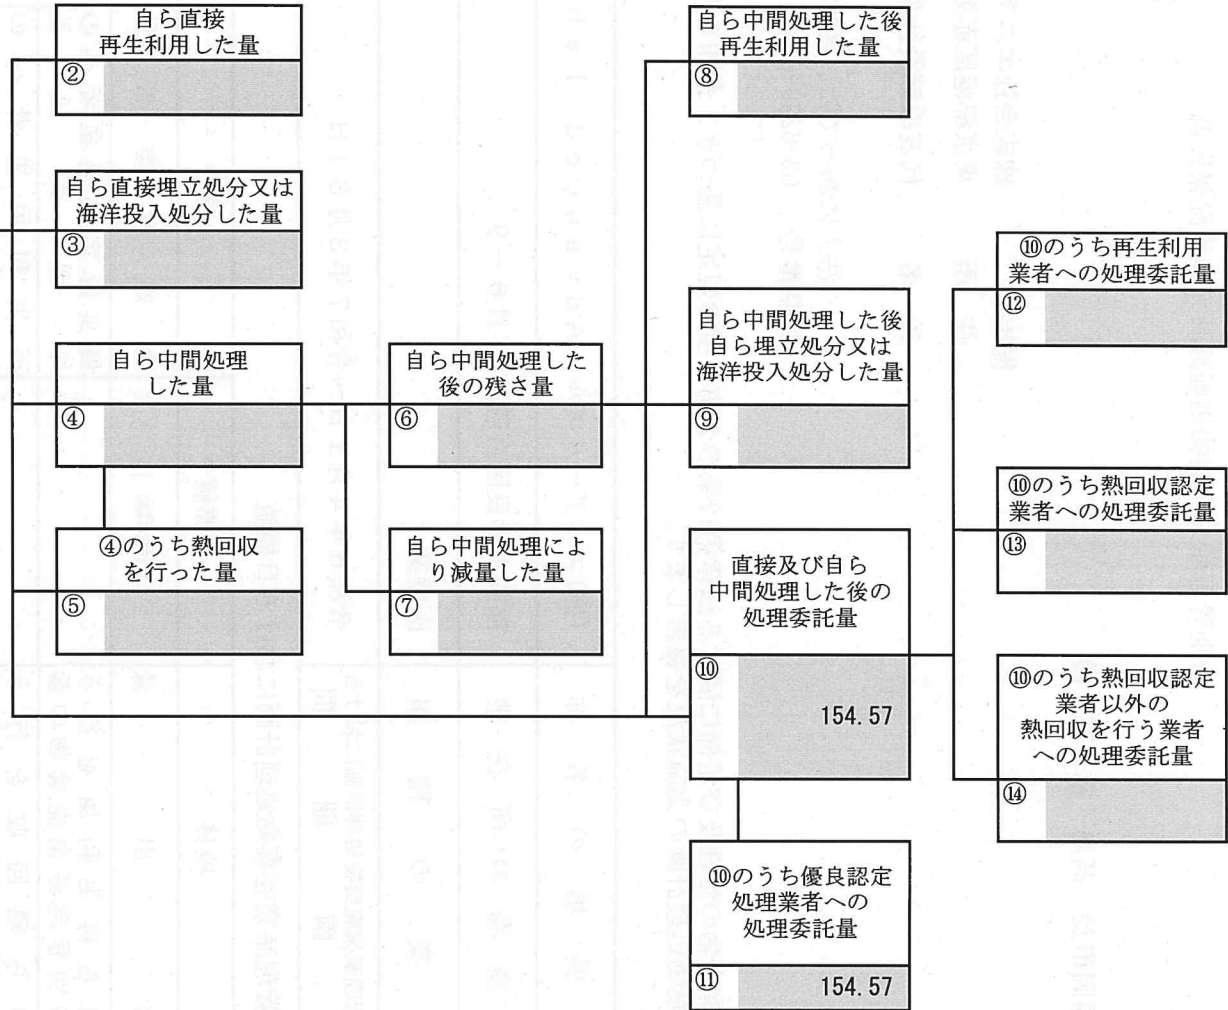 自ら直接
再生利用した量
②
自ら直接埋立処分又は
海洋投入処分した量
③
自ら中間処理
した量
④
④のうち熱回収
を行った量
⑤
自ら中間処理した
後の残さ量
⑥
自ら中間処理によ
り減量した量
⑦
自ら中間処理した後
再生利用した量
⑧
自ら中間処理した後
自ら埋立処分又は
海洋投入処分した量
⑨
直接及び自ら
中間処理した後の
処理委託量
⑩
154.57
⑩のうち優良認定
処理業者への
処理委託量
⑪
154.57
⑩のうち再生利用
業者への処理委託量
⑫
⑩のうち熱回収認定
業者への処理委託量
⑬
⑩のうち熱回収認定
業者以外の
熱回収を行う業者
への処理委託量
⑭